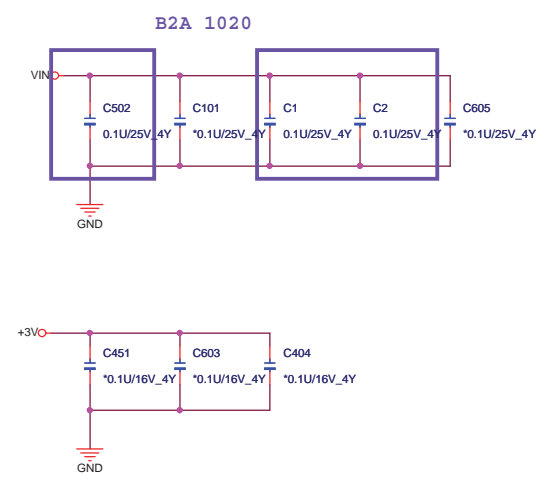 B2A 1020
VIN
C502 C101 C1 C2 C605
0.1U/25V_4Y *0.1U/25V_4Y 0.1U/25V_4Y 0.1U/25V_4Y *0.1U/25V_4Y
GND
+3V
C451 C603 C404
*0.1U/16V_4Y *0.1U/16V_4Y *0.1U/16V_4Y
GND